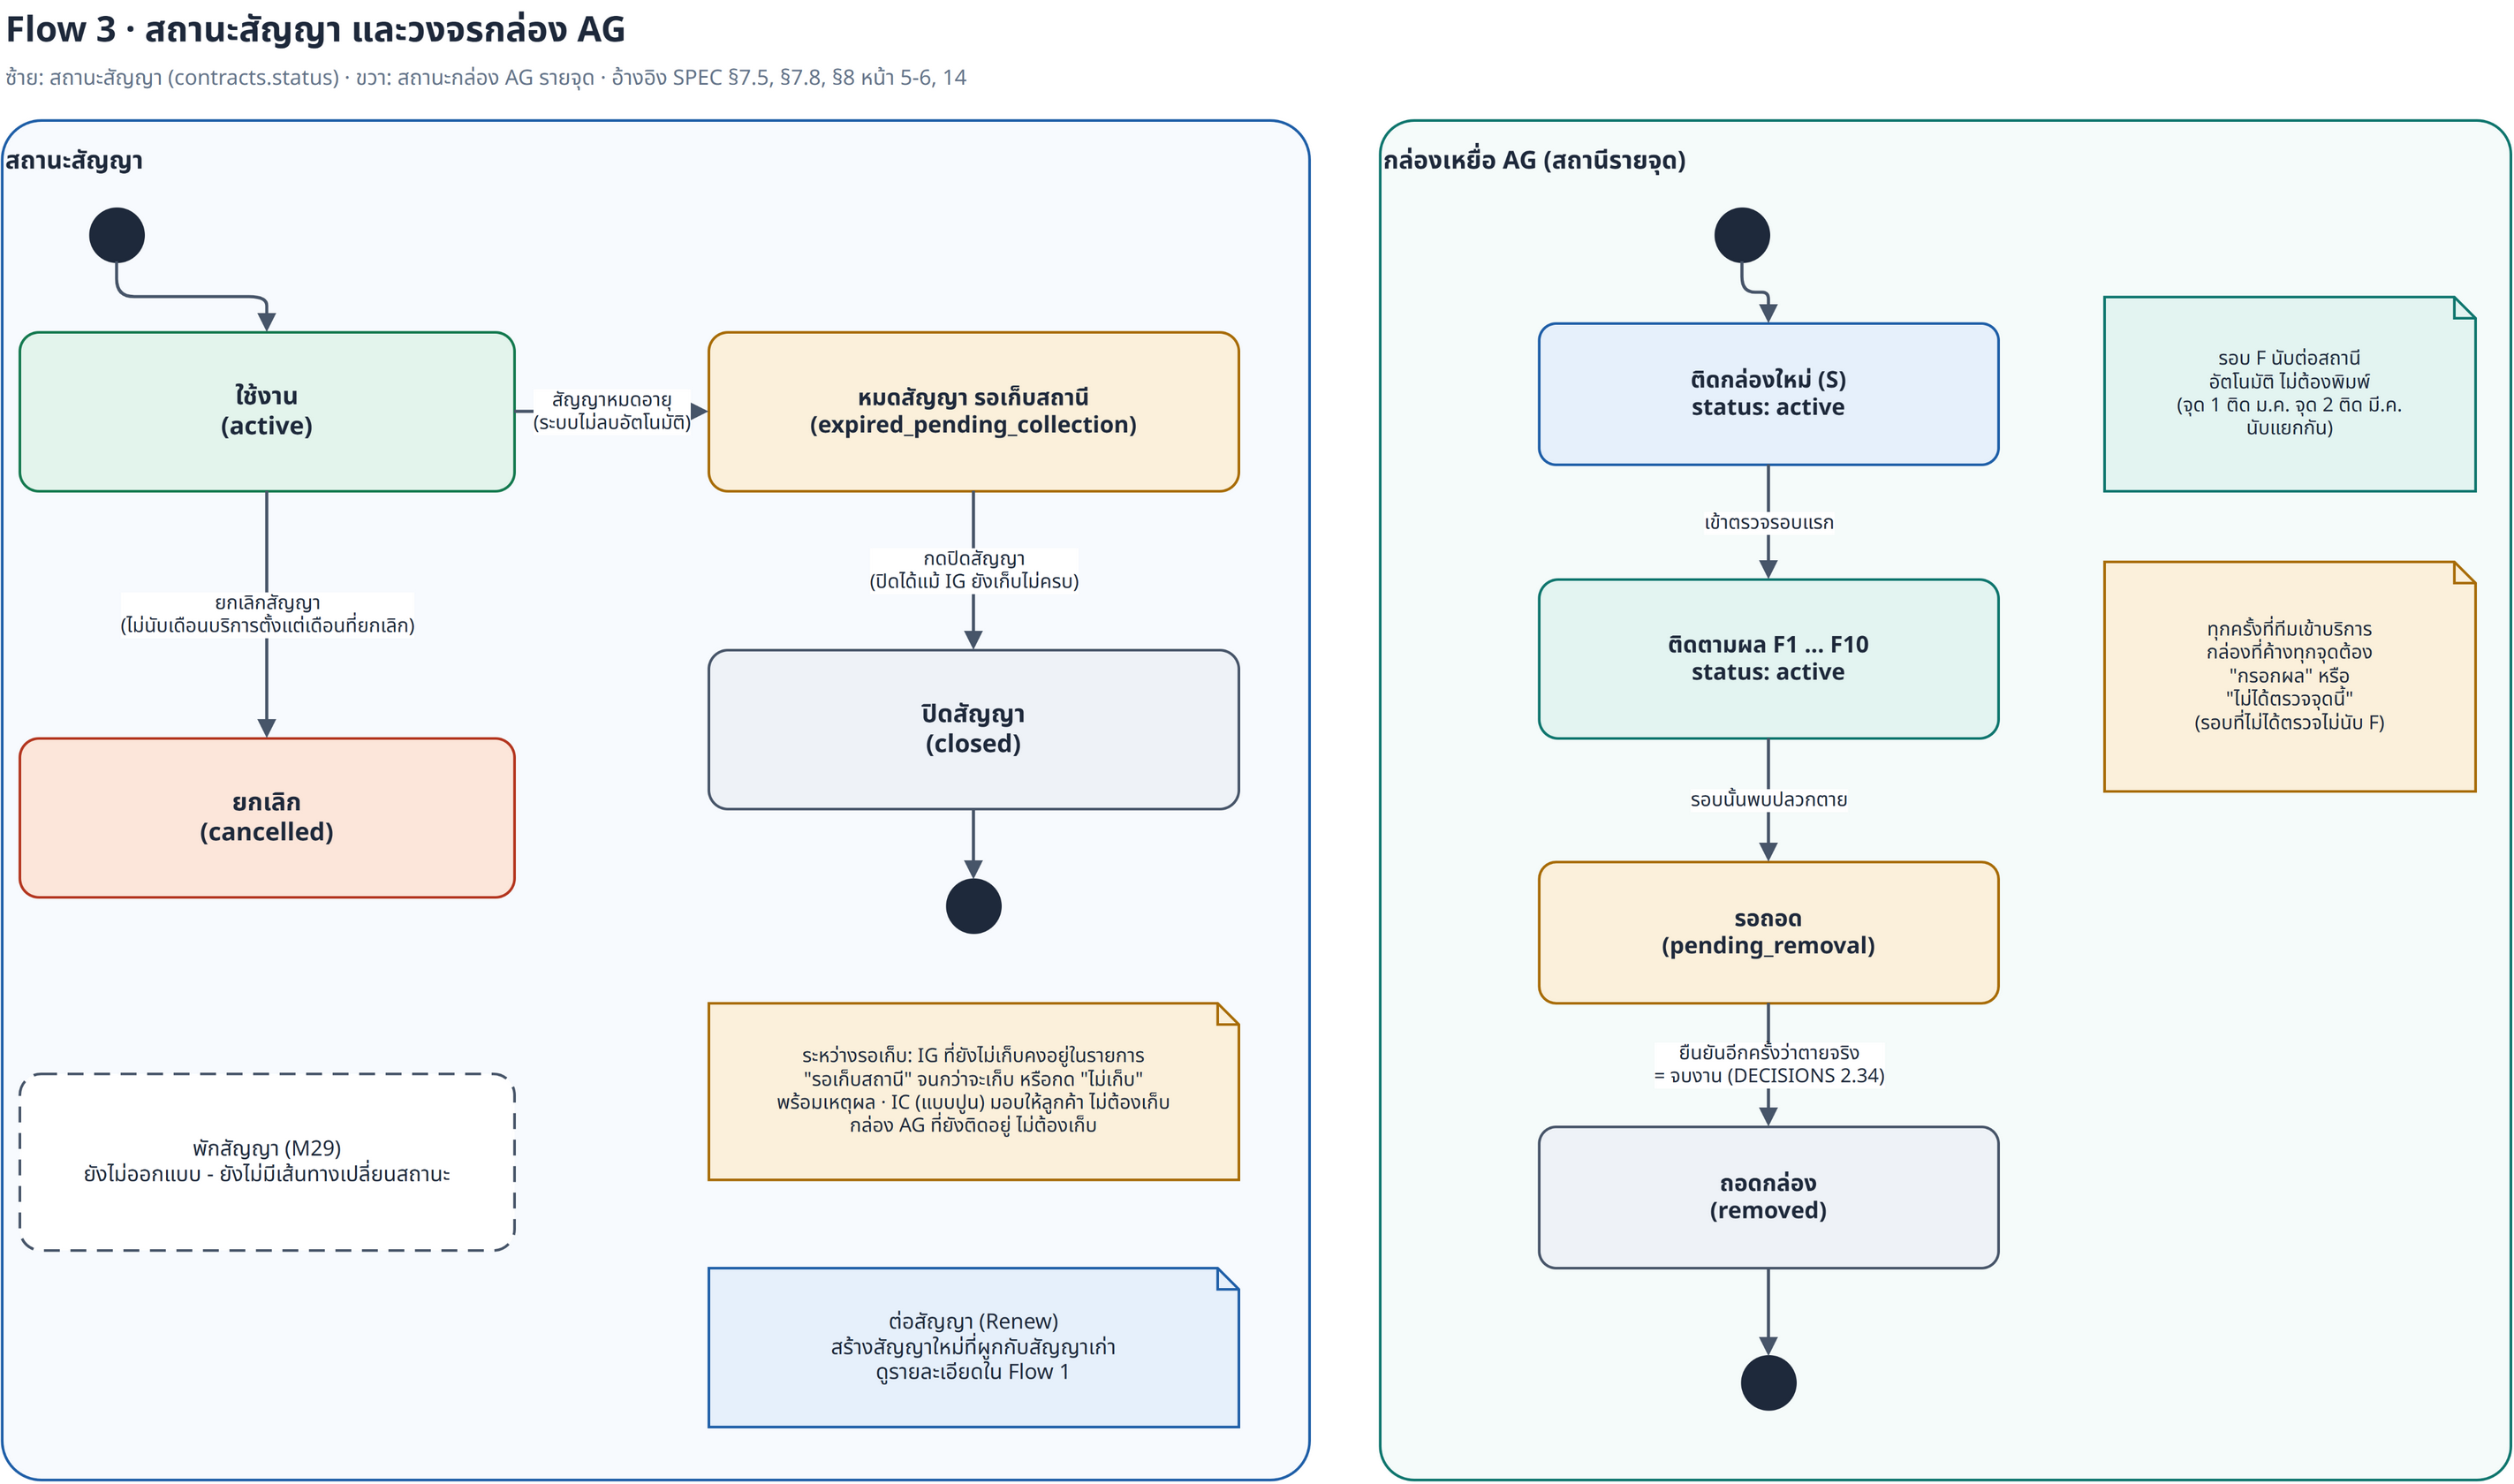 Flow 3 · สถานะสัญญา และวงจรกล่อง AG
ซ้าย: สถานะสัญญา (contracts.status) · ขวา: สถานะกล่อง AG รายจุด · อ้างอิง SPEC §7.5, §7.8, §8 หน้า 5-6, 14
สถานะสัญญา
ใช้งาน
(active)
สัญญาหมดอายุ
(ระบบไม่ลบอัตโนมัติ)
หมดสัญญา รอเก็บสถานี
(expired_pending_collection)
ยกเลิกสัญญา
(ไม่นับเดือนบริการตั้งแต่เดือนที่ยกเลิก)
กดปิดสัญญา
(ปิดได้แม้ IG ยังเก็บไม่ครบ)
ยกเลิก
(cancelled)
ปิดสัญญา
(closed)
ระหว่างรอเก็บ: IG ที่ยังไม่เก็บคงอยู่ในรายการ
"รอเก็บสถานี" จนกว่าจะเก็บ หรือกด "ไม่เก็บ"
พร้อมเหตุผล · IC (แบบปูน) มอบให้ลูกค้า ไม่ต้องเก็บ
กล่อง AG ที่ยังติดอยู่ ไม่ต้องเก็บ
พักสัญญา (M29)
ยังไม่ออกแบบ - ยังไม่มีเส้นทางเปลี่ยนสถานะ
ต่อสัญญา (Renew)
สร้างสัญญาใหม่ที่ผูกกับสัญญาเก่า
ดูรายละเอียดใน Flow 1
กล่องเหยื่อ AG (สถานีรายจุด)
ติดกล่องใหม่ (S)
status: active
รอบ F นับต่อสถานี
อัตโนมัติ ไม่ต้องพิมพ์
(จุด 1 ติด ม.ค. จุด 2 ติด มี.ค.
นับแยกกัน)
เข้าตรวจรอบแรก
ติดตามผล F1 ... F10
status: active
ทุกครั้งที่ทีมเข้าบริการ
กล่องที่ค้างทุกจุดต้อง
"กรอกผล" หรือ
"ไม่ได้ตรวจจุดนี้"
(รอบที่ไม่ได้ตรวจไม่นับ F)
รอบนั้นพบปลวกตาย
รอถอด
(pending_removal)
ยืนยันอีกครั้งว่าตายจริง
= จบงาน (DECISIONS 2.34)
ถอดกล่อง
(removed)